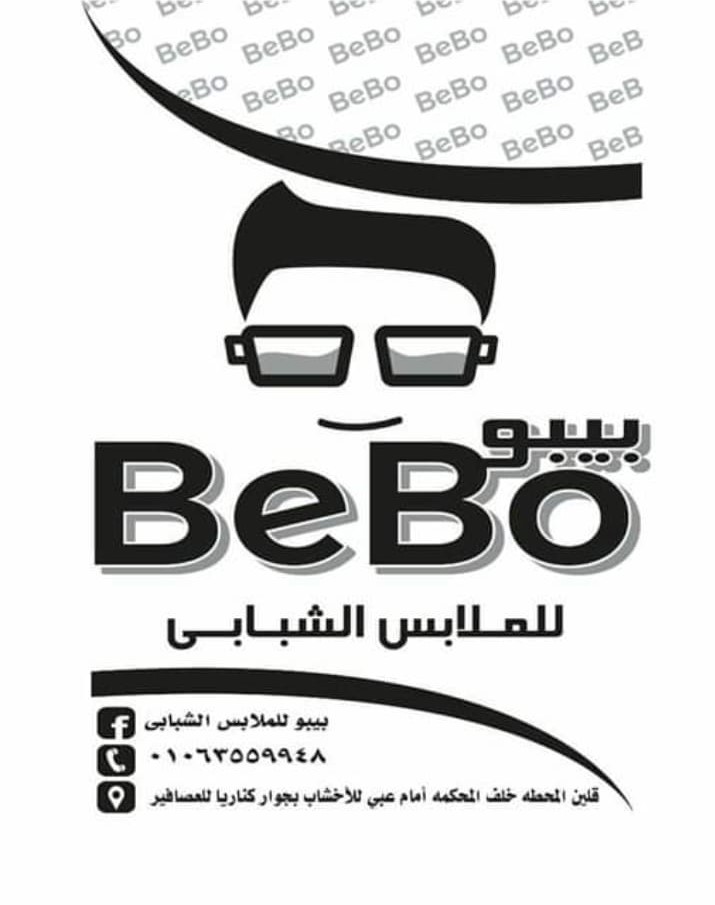 BeBo BeBo BeBo BeBo BeBo BeBo BeB
BeBo BeBo BeBo BeBo BeBo BeB
BeBo BeBo BeBo BeBo BeB
بيبو
BeBo
للملابس الشبابى
بيبو للملابس الشبابى
٠١٠٦٣٥٥٩٩٤٨
قلين المحطه خلف المحكمه أمام عبي للأخشاب بجوار كناريا للعصافير